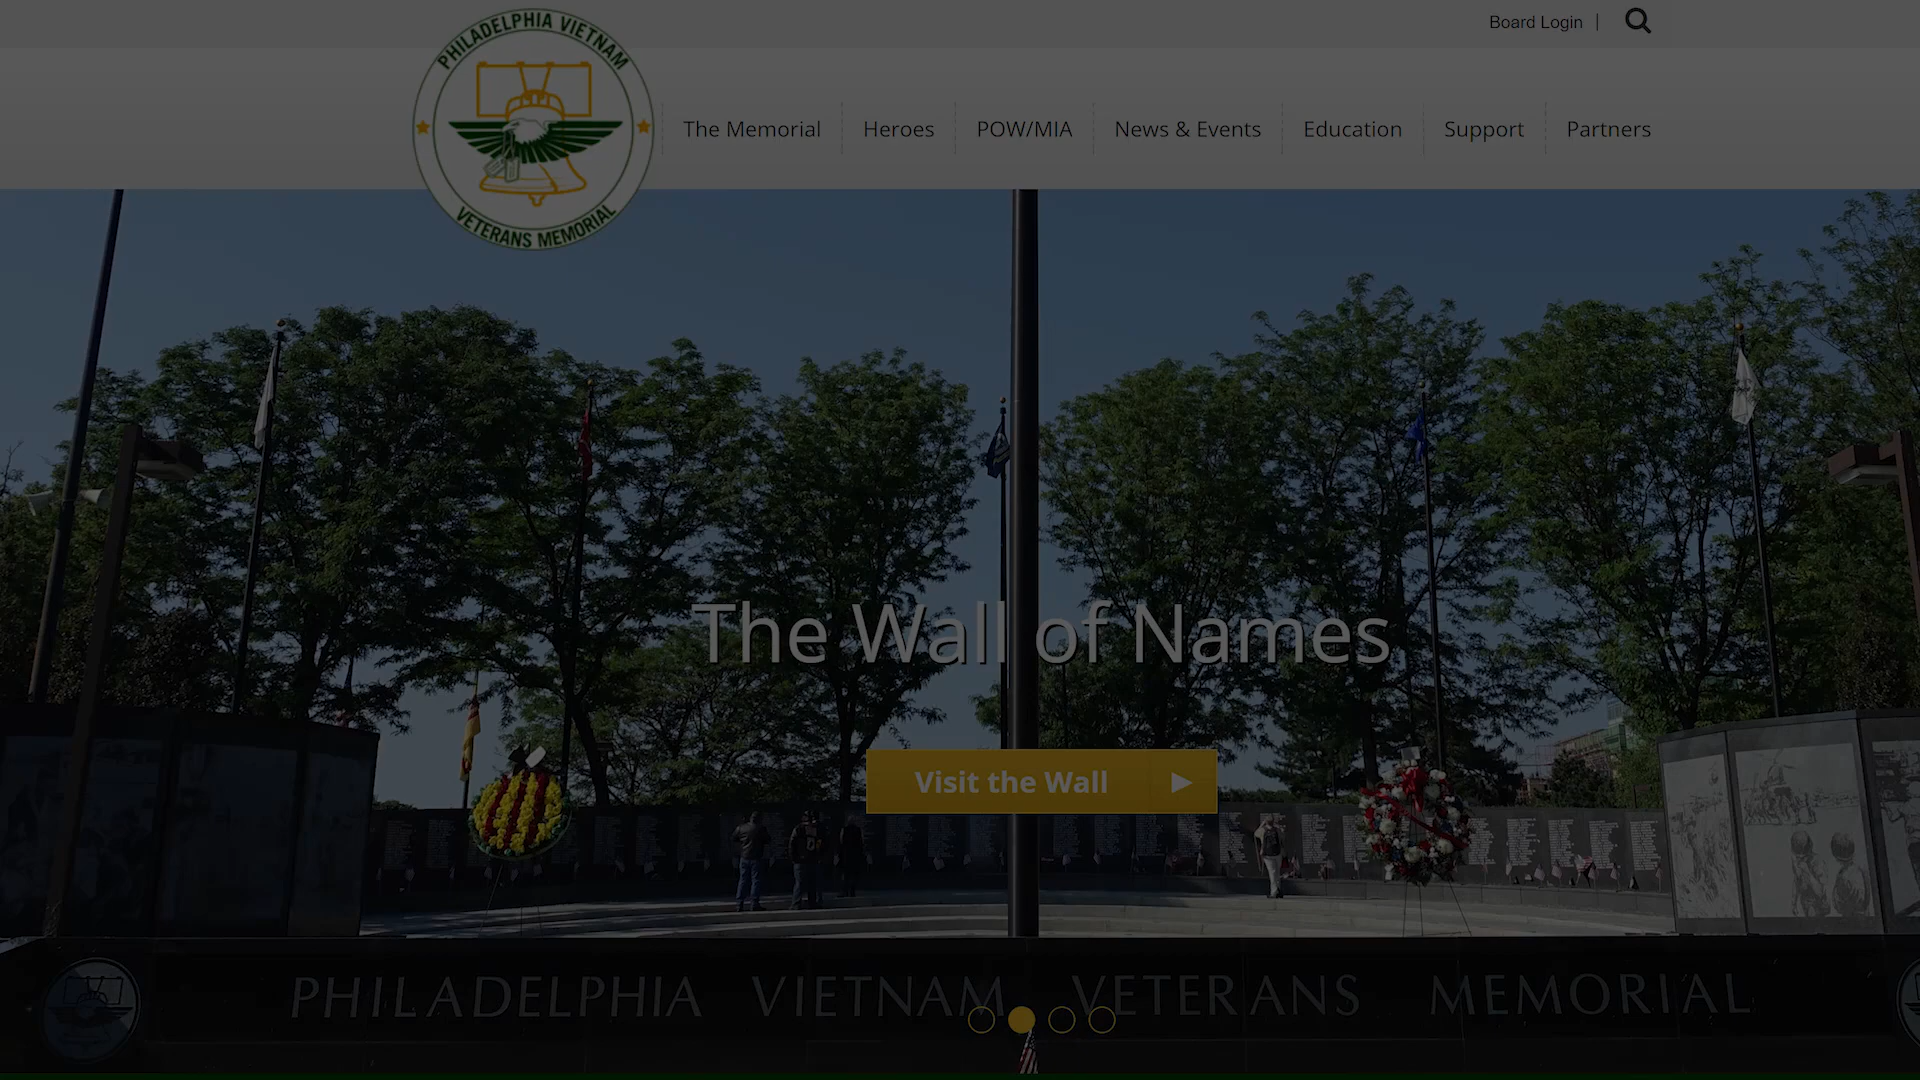 PHILADELPHIA VIETNAM
VETERANS MEMORIAL
Board Login |
The Memorial
Heroes
POW/MIA
News & Events
Education
Support
Partners
The Wall of Names
Visit the Wall
PHILADELPHIA VIETNAM VETERANS MEMORIAL